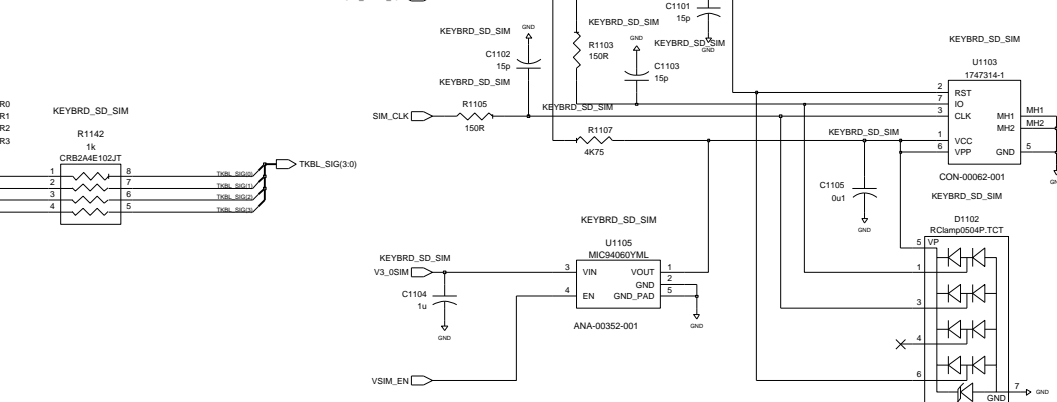 C1101
15p
GND
KEYBRD_SD_SIM
C1102
15p
GND
KEYBRD_SD_SIM
R1103
150R
GND
KEYBRD_SD_SIM
C1103
15p
GND
KEYBRD_SD_SIM
KEYBRD_SD_SIM
SIM_CLK
R1105
150R
KEYBRD_SD_SIM
R1107
4K75
KEYBRD_SD_SIM
U1103
1747314-1
2 RST
7 IO
3 CLK
1 VCC
6 VPP
MH1 MH1
MH2 MH2
GND 5
CON-00062-001
KEYBRD_SD_SIM
C1105
0u1
GND
KEYBRD_SD_SIM
R0
R1
R2
R3
KEYBRD_SD_SIM
R1142
1k
CRB2A4E102JT
1 8 TKBL_SIG(0)
2 7 TKBL_SIG(1)
3 6 TKBL_SIG(2)
4 5 TKBL_SIG(3)
TKBL_SIG(3:0)
KEYBRD_SD_SIM
V3_0SIM
C1104
1u
GND
VSIM_EN
KEYBRD_SD_SIM
U1105
MIC94060YML
3 VIN VOUT 1
GND 2
4 EN GND_PAD 5
ANA-00352-001
GND
D1102
RClamp0504P.TCT
5 VP
1
3
4
6
7
GND
GND